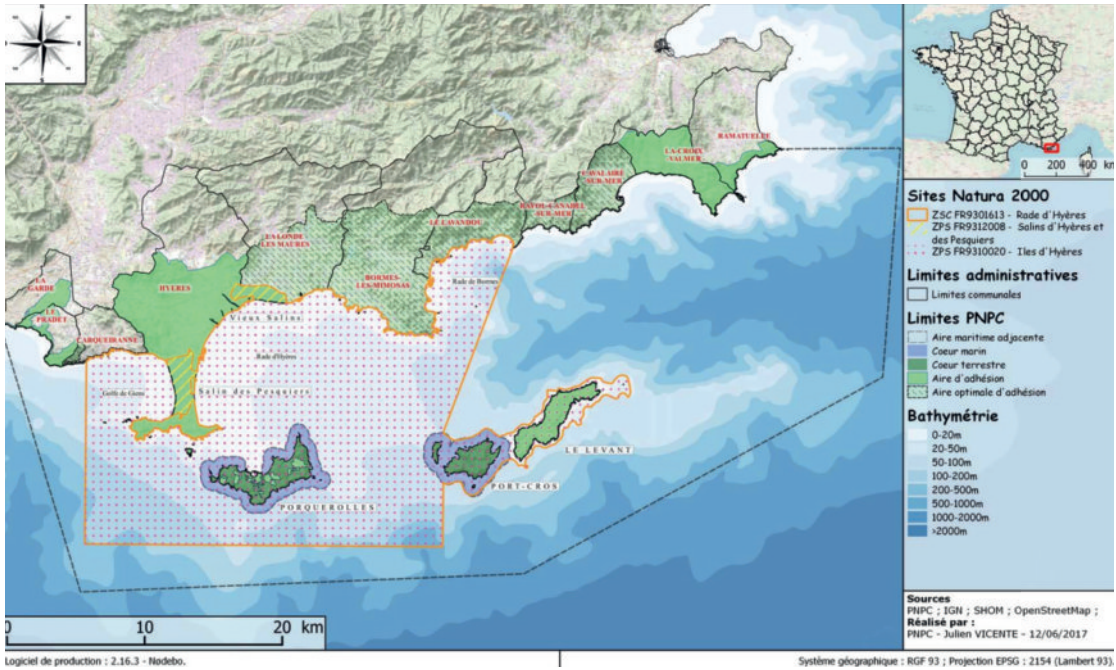 N
S
RAMATUELLE
LA-CROIX-
VALMER
CAVALAIRE
SUR-MER
RAYOL-CANADEL
SUR-MER
LE LAVANDOU
LA LONDE
LES MAURES
BORMES-
LES-MIMOSAS
Rade de Bormes
LA
GARDE
HYERES
LE
PRADET
CARQUEIRANNE
Vieux Salins
Rade d'Hyères
Golfe de Giens
Salin des Pesquiers
LE LEVANT
PORT-CROS
PORQUEROLLES
0 10 20 km
0 200 400 km
Sites Natura 2000
ZSC FR9301613 - Rade d'Hyères
ZPS FR9312008 - Salins d'Hyères et
des Pesquiers
ZPS FR9310020 - Iles d'Hyères
Limites administratives
Limites communales
Limites PNPC
Aire maritime adjacente
Coeur marin
Coeur terrestre
Aire d'adhésion
Aire optimale d'adhésion
Bathymétrie
0-20m
20-50m
50-100m
100-200m
200-500m
500-1000m
1000-2000m
>2000m
Sources
PNPC ; IGN ; SHOM ; OpenStreetMap ;
Réalisé par :
PNPC - Julien VICENTE - 12/06/2017
Logiciel de production : 2.16.3 - Nødebo.
Système géographique : RGF 93 ; Projection EPSG : 2154 (Lambert 93)